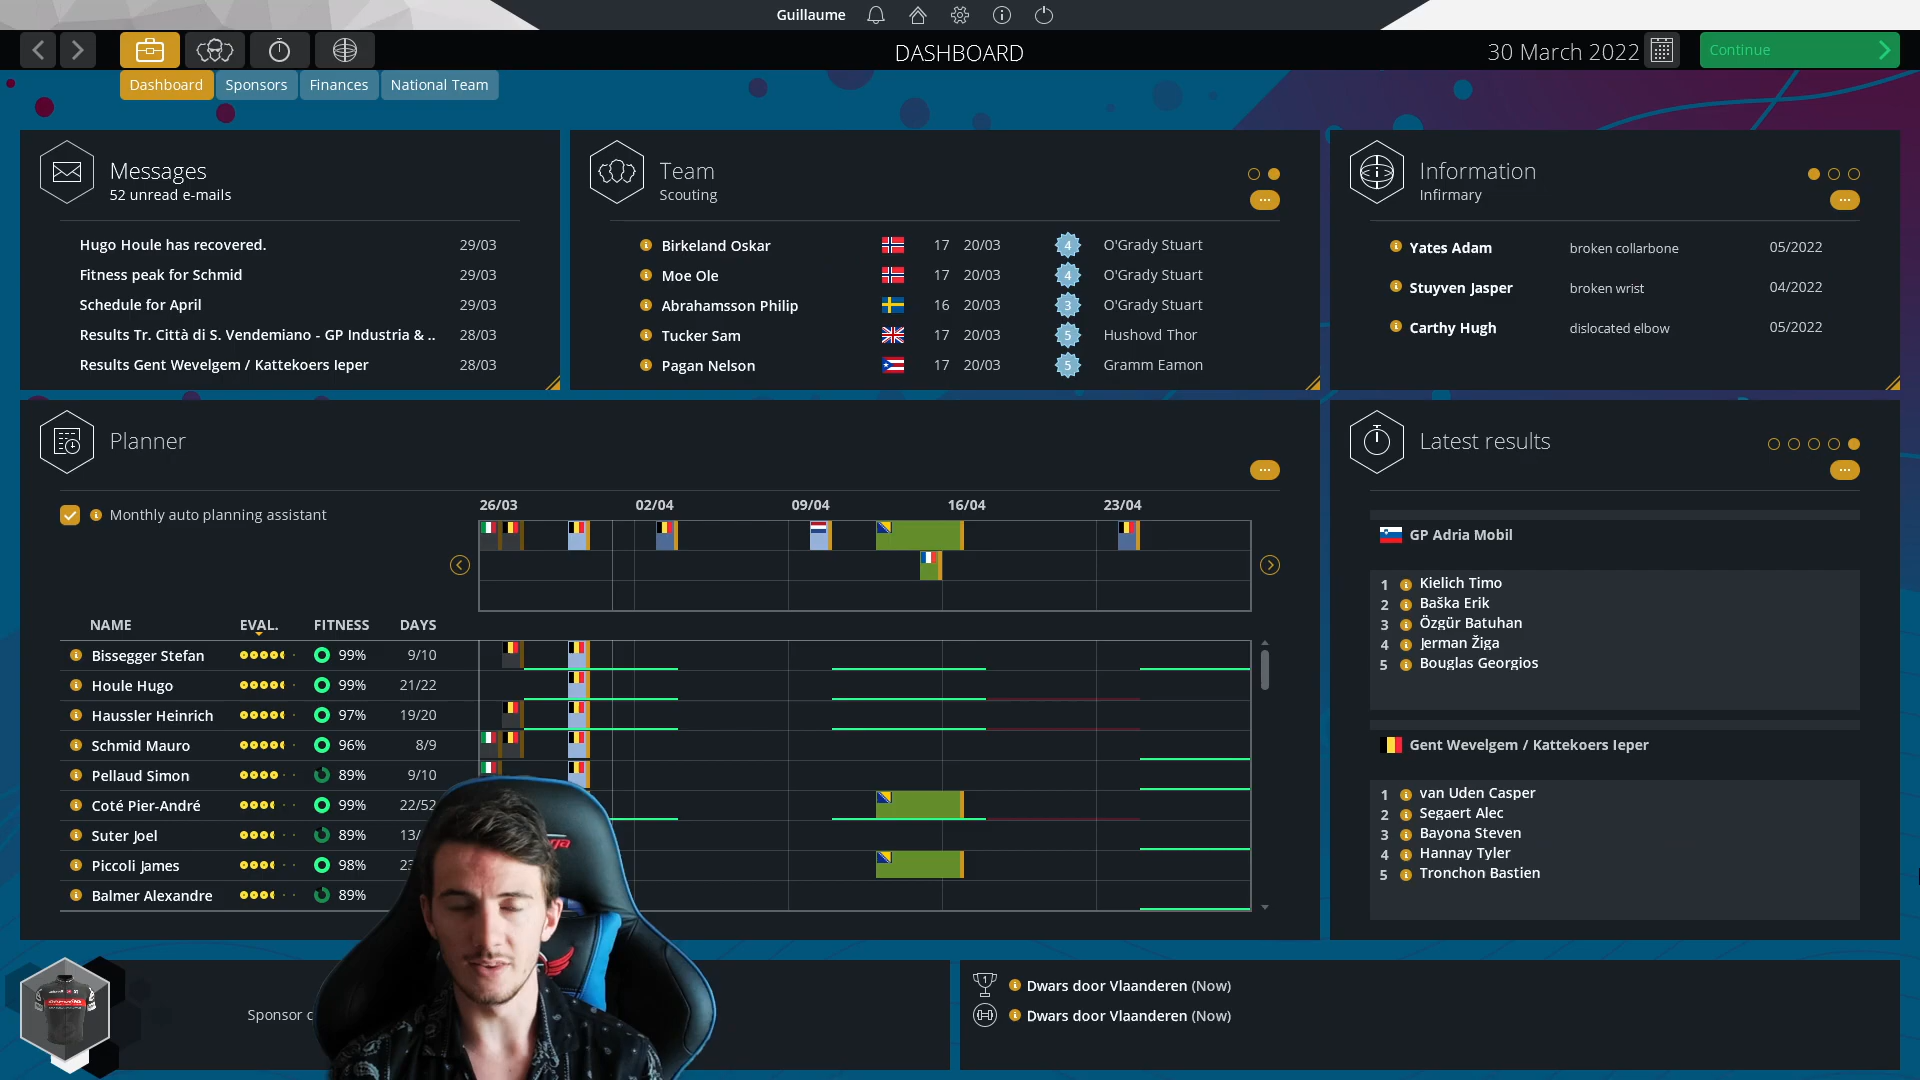 Guillaume
DASHBOARD
30 March 2022
Continue
Dashboard
Sponsors
Finances
National Team
Messages
52 unread e-mails
Hugo Houle has recovered. 29/03
Fitness peak for Schmid 29/03
Schedule for April 29/03
Results Tr. Città di S. Vendemiano - GP Industria & .. 28/03
Results Gent Wevelgem / Kattekoers Ieper 28/03
Team
Scouting
Birkeland Oskar 17 20/03 4 O'Grady Stuart
Moe Ole 17 20/03 4 O'Grady Stuart
Abrahamsson Philip 16 20/03 3 O'Grady Stuart
Tucker Sam 17 20/03 5 Hushovd Thor
Pagan Nelson 17 20/03 5 Gramm Eamon
Information
Infirmary
Yates Adam broken collarbone 05/2022
Stuyven Jasper broken wrist 04/2022
Carthy Hugh dislocated elbow 05/2022
Planner
Monthly auto planning assistant
26/03 02/04 09/04 16/04 23/04
NAME EVAL. FITNESS DAYS
Bissegger Stefan 99% 9/10
Houle Hugo 99% 21/22
Haussler Heinrich 97% 19/20
Schmid Mauro 96% 8/9
Pellaud Simon 89% 9/10
Coté Pier-André 99% 22/52
Suter Joel 89% 13/
Piccoli James 98% 23
Balmer Alexandre 89%
Latest results
GP Adria Mobil
1 Kielich Timo
2 Baška Erik
3 Özgür Batuhan
4 Jerman Žiga
5 Bouglas Georgios
Gent Wevelgem / Kattekoers Ieper
1 van Uden Casper
2 Segaert Alec
3 Bayona Steven
4 Hannay Tyler
5 Tronchon Bastien
Sponsor c
Dwars door Vlaanderen (Now)
Dwars door Vlaanderen (Now)